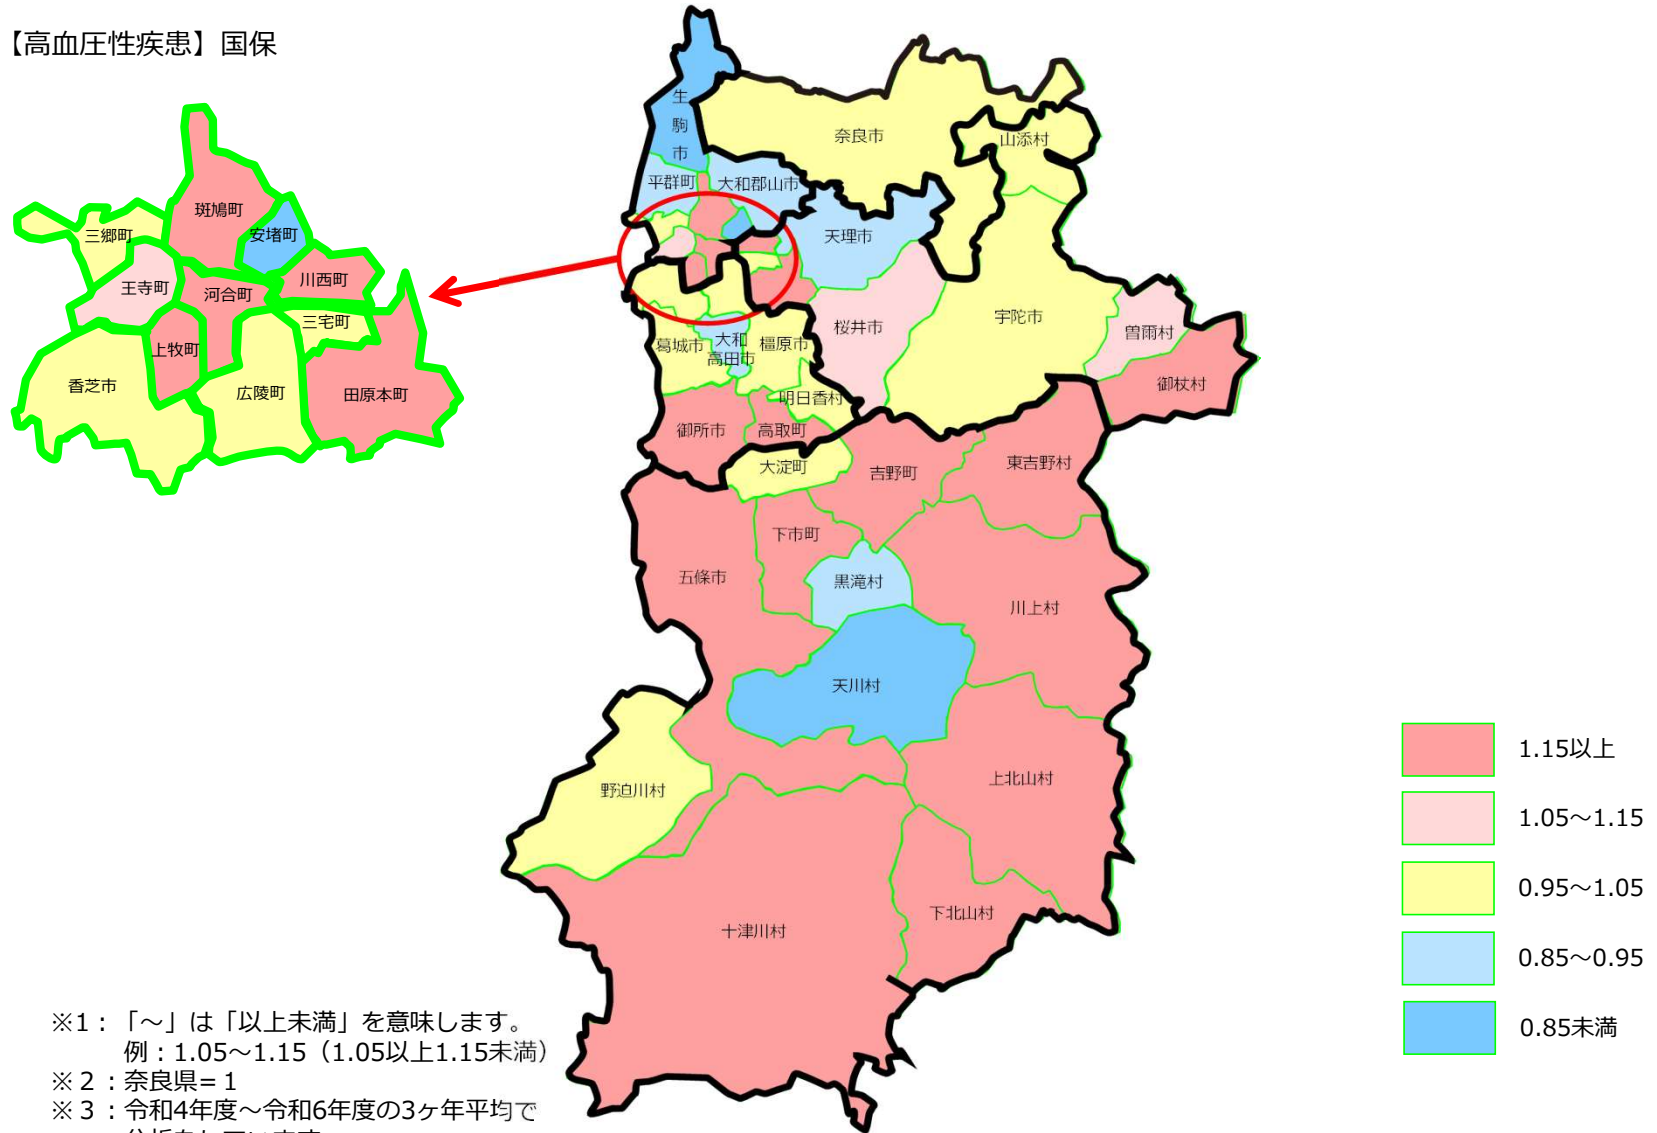 【高血圧性疾患】国保
生
駒
市
奈良市
山添村
平群町
大和郡山市
天理市
斑鳩町
安堵町
三郷町
王寺町
河合町
川西町
三宅町
上牧町
香芝市
広陵町
田原本町
桜井市
宇陀市
曽爾村
御杖村
葛城市
大和
高田市
橿原市
明日香村
御所市
高取町
大淀町
吉野町
東吉野村
下市町
五條市
黒滝村
川上村
天川村
野迫川村
上北山村
下北山村
十津川村
1.15以上
1.05～1.15
0.95～1.05
0.85～0.95
0.85未満
※1：「～」は「以上未満」を意味します。
例：1.05～1.15（1.05以上1.15未満）
※２：奈良県=１
※３：令和4年度～令和6年度の3ヶ年平均で